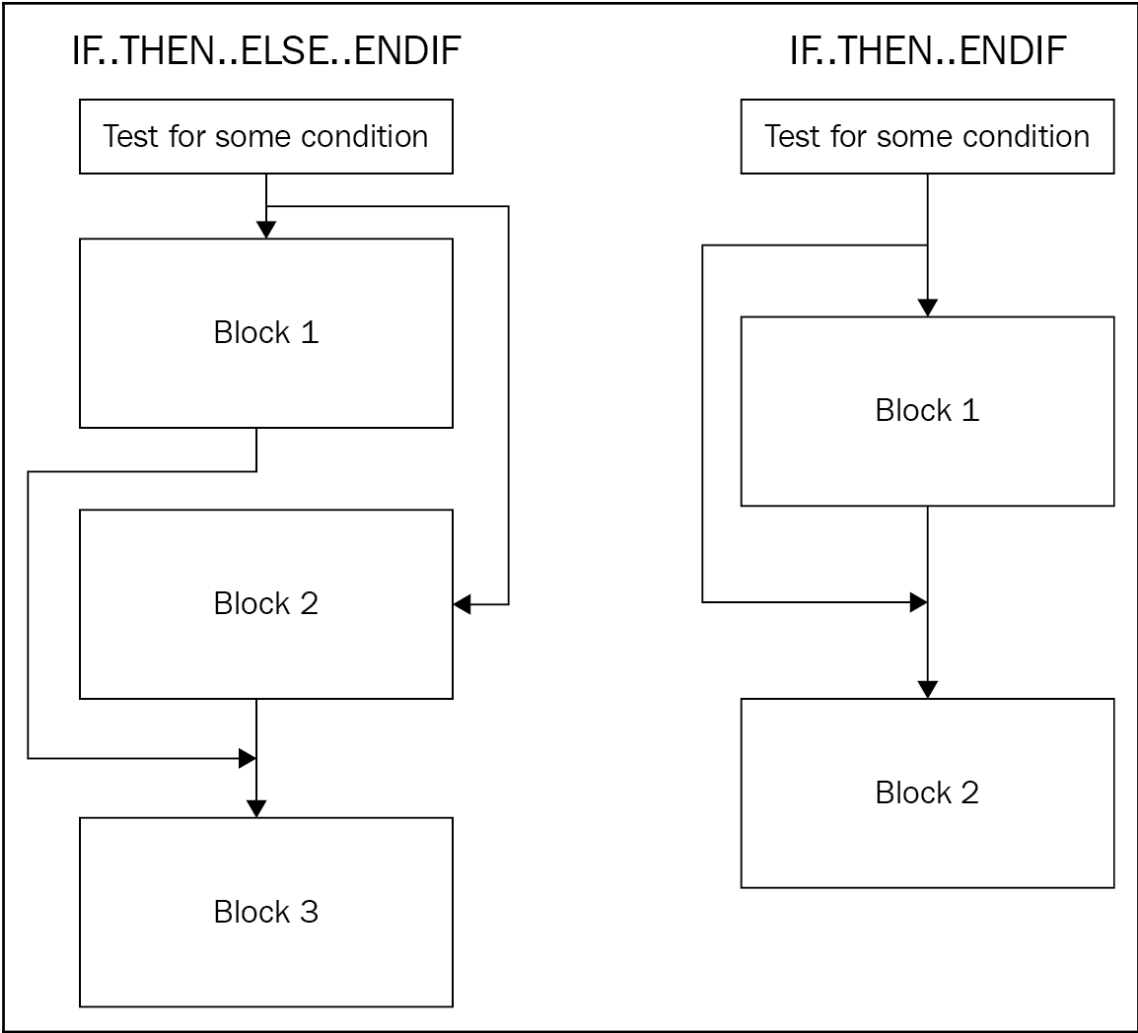 IF..THEN..ELSE..ENDIF
Test for some condition
Block 1
Block 2
Block 3
IF..THEN..ENDIF
Test for some condition
Block 1
Block 2